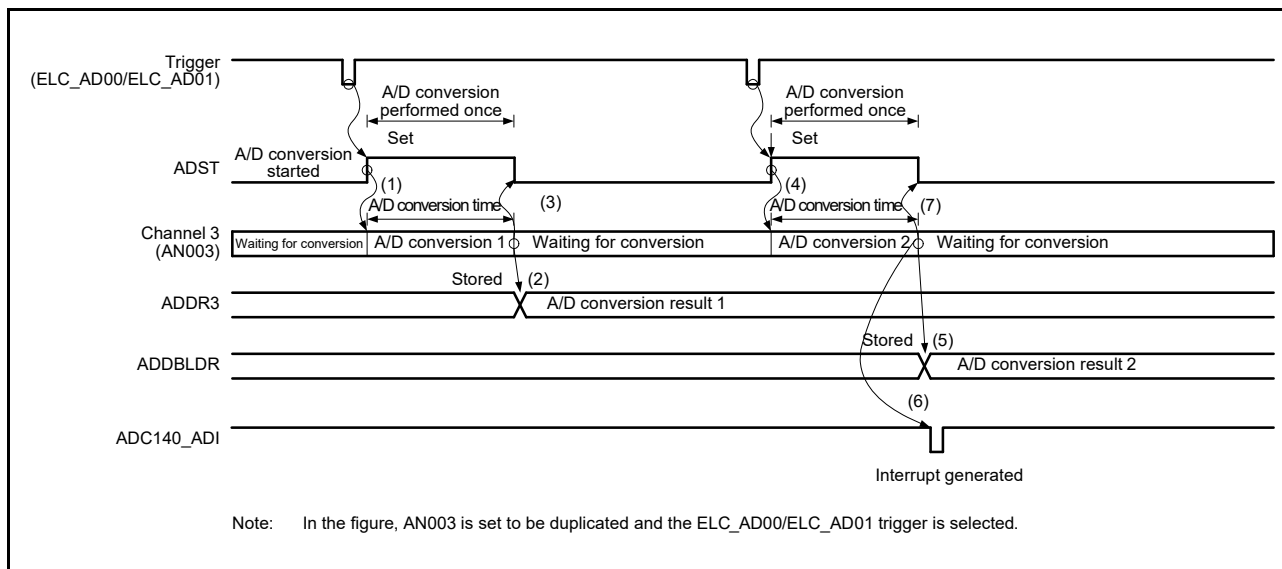 Trigger
(ELC_AD00/ELC_AD01)
A/D conversion
performed once
A/D conversion
performed once
Set
Set
ADST
A/D conversion
started
(1)
(3)
(4)
(7)
A/D conversion time
A/D conversion time
Channel 3
(AN003)
Waiting for conversion
A/D conversion 1
Waiting for conversion
A/D conversion 2
Waiting for conversion
Stored
(2)
ADDR3
A/D conversion result 1
Stored
(5)
ADDBLDR
A/D conversion result 2
(6)
ADC140_ADI
Interrupt generated
Note: In the figure, AN003 is set to be duplicated and the ELC_AD00/ELC_AD01 trigger is selected.